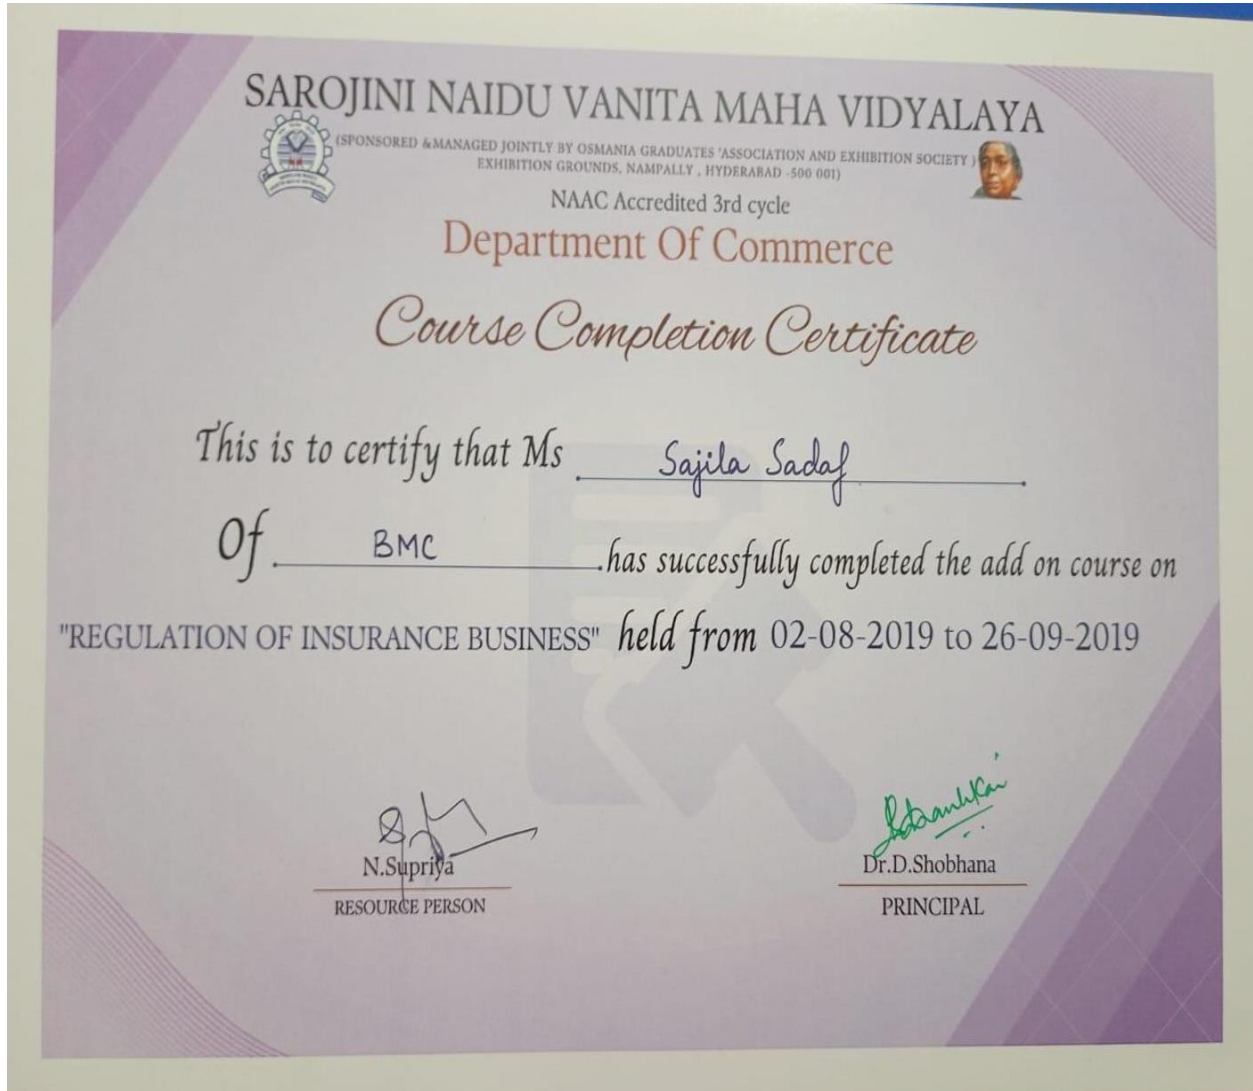 SAROJINI NAIDU VANITA MAHA VIDYALAYA
(SPONSORED &MANAGED JOINTLY BY OSMANIA GRADUATES 'ASSOCIATION AND EXHIBITION SOCIETY )
EXHIBITION GROUNDS, NAMPALLY , HYDERABAD -500 001)
NAAC Accredited 3rd cycle
Department Of Commerce
Course Completion Certificate
This is to certify that Ms Sajila Sadaf
Of BMC has successfully completed the add on course on
"REGULATION OF INSURANCE BUSINESS" held from 02-08-2019 to 26-09-2019
N.Supriya
RESOURCE PERSON
Dr.D.Shobhana
PRINCIPAL